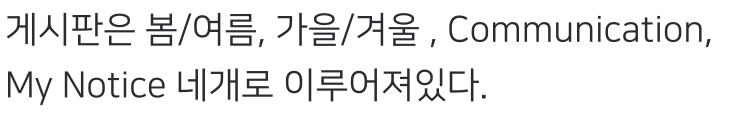 게시판은 봄/여름, 가을/겨울 , Communication,
My Notice 네개로 이루어져있다.